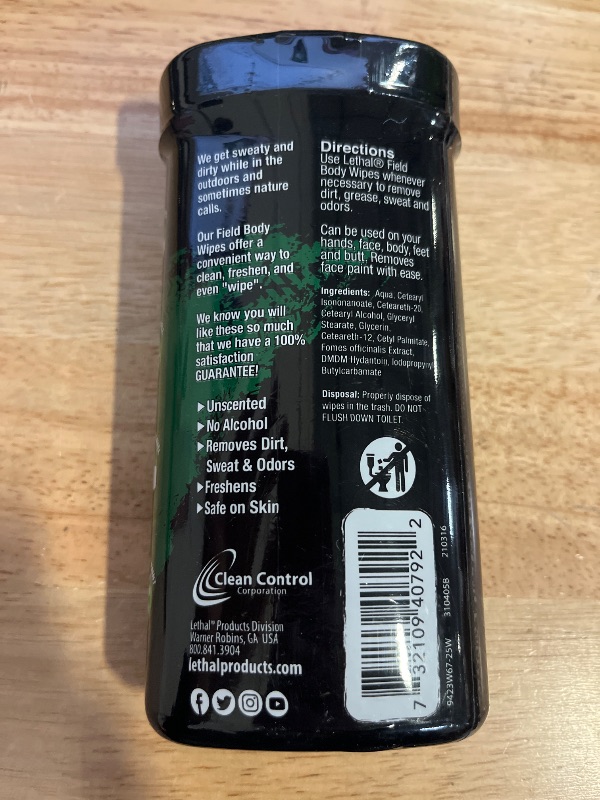 We get sweaty and
dirty while in the
outdoors and
sometimes nature
calls.
Our Field Body
Wipes offer a
convenient way to
clean, freshen, and
even "wipe".
We know you will
like these so much
that we have a 100%
satisfaction
GUARANTEE!
▶Unscented
▶No Alcohol
▶Removes Dirt,
Sweat & Odors
▶Freshens
▶Safe on Skin
Clean Control
Corporation
Lethal™ Products Division
Warner Robins, GA USA
800.841.3904
lethalproducts.com
Directions
Use Lethal® Field
Body Wipes whenever
necessary to remove
dirt, grease, sweat and
odors.
Can be used on your
hands, face, body, feet
and butt. Removes
face paint with ease.
Ingredients: Aqua, Cetearyl
Isononanoate, Ceteareth-20,
Cetearyl Alcohol, Glyceryl
Stearate, Glycerin,
Ceteareth-12, Cetyl Palmitate,
Fomes officinalis Extract,
DMDM Hydantoin, Iodopropynyl
Butylcarbamate
Disposal: Properly dispose of
wipes in the trash. DO NOT
FLUSH DOWN TOILET.
7 32109 40792 2
9423W67-25W 310405B 210316